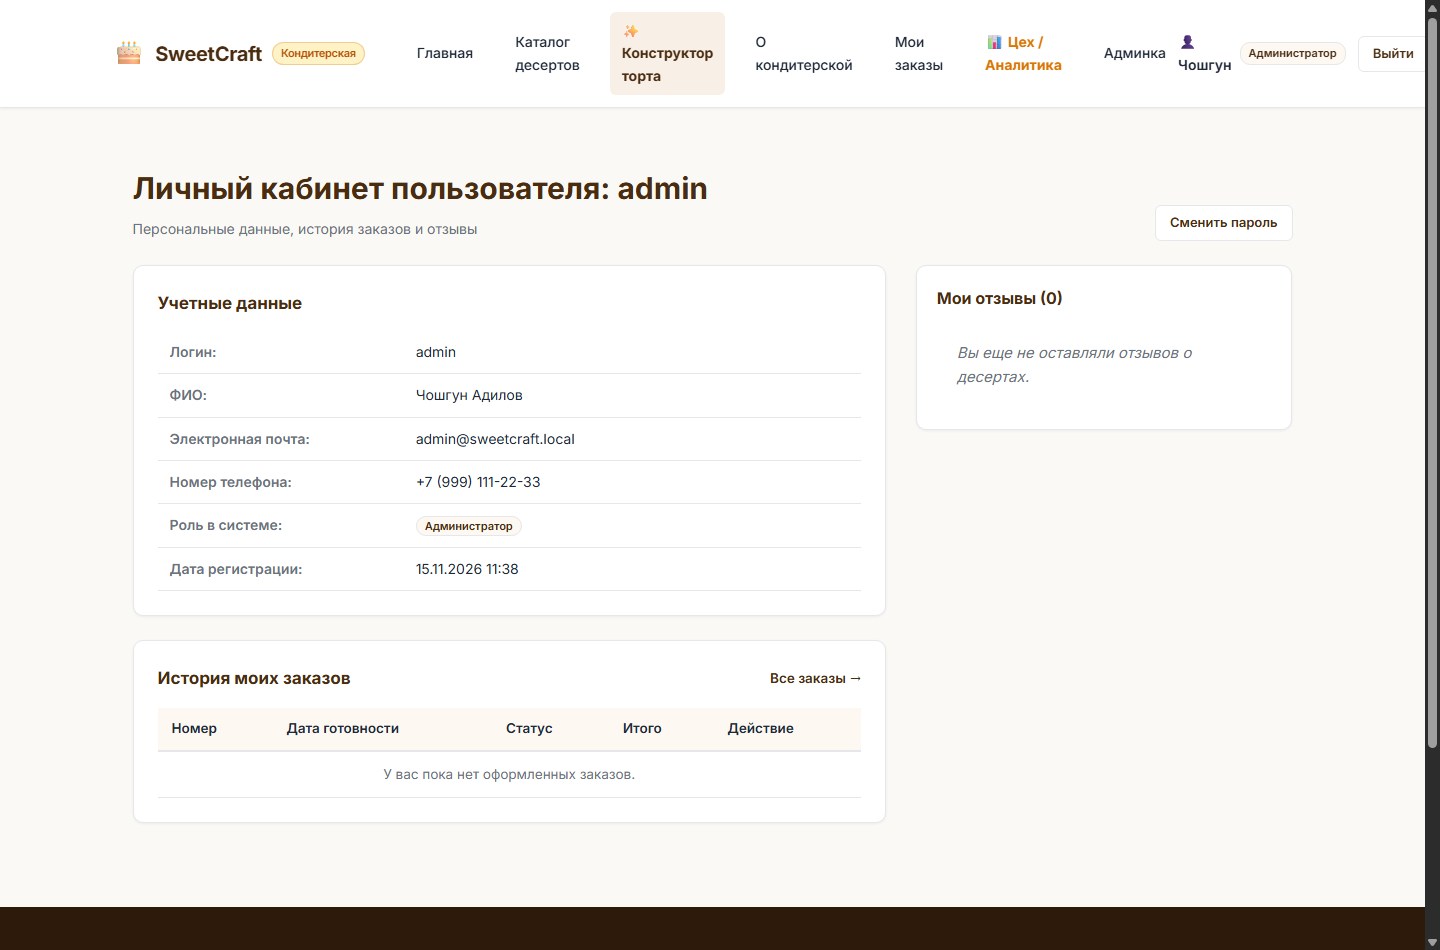 SweetCraft
Кондитерская
Главная
Каталог
десертов
Конструктор
торта
О
кондитерской
Мои
заказы
Цех /
Аналитика
Админка
Чошгун
Администратор
Выйти
Личный кабинет пользователя: admin
Персональные данные, история заказов и отзывы
Сменить пароль
Учетные данные
Логин: admin
ФИО: Чошгун Адилов
Электронная почта: admin@sweetcraft.local
Номер телефона: +7 (999) 111-22-33
Роль в системе: Администратор
Дата регистрации: 15.11.2026 11:38
Мои отзывы (0)
Вы еще не оставляли отзывов о
десертах.
История моих заказов
Все заказы →
Номер Дата готовности Статус Итого Действие
У вас пока нет оформленных заказов.